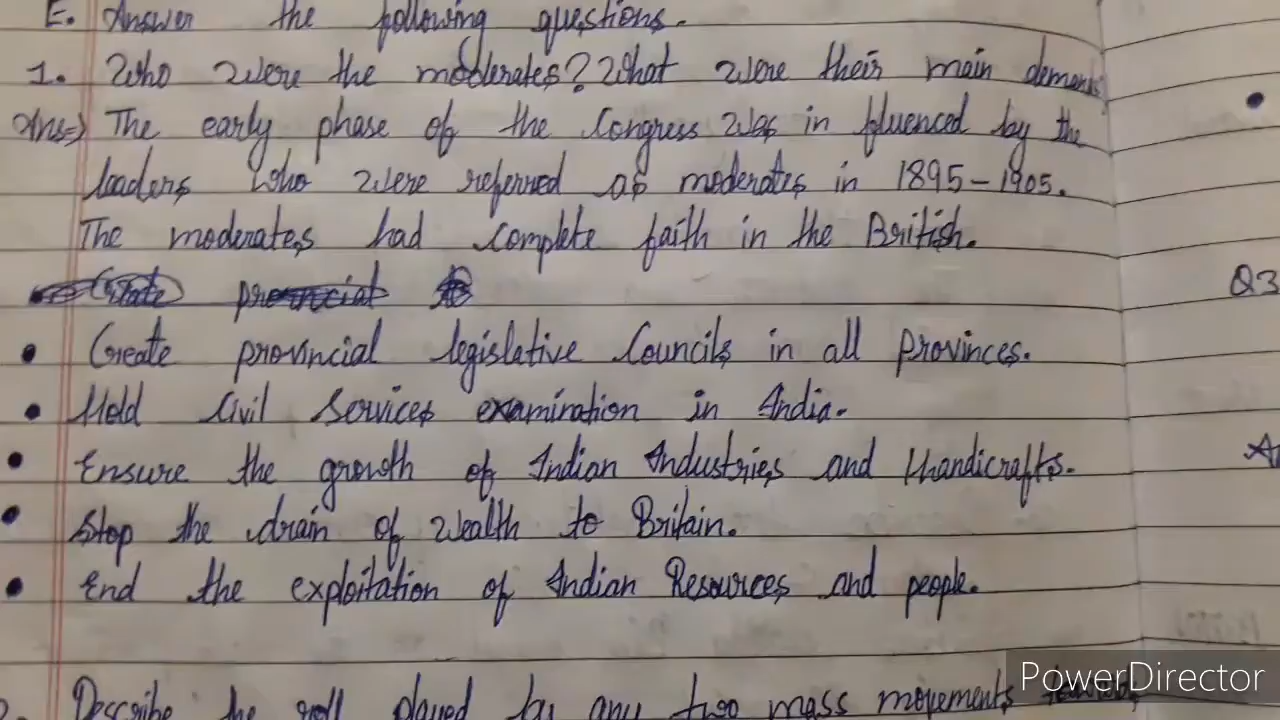 E. Answer the following questions.
1. Who were the moderates? What were their main demands
Ans=) The early phase of the Congress was in fluenced by the
leaders who were referred as moderates in 1895-1905.
The moderates had complete faith in the British.
• Create provincial legislative Councils in all Provinces.
Q3
• Hold Civil Services examination in India.
• Ensure the growth of Indian Industries and Handicrafts.
• Stop the drain of wealth to Britain.
• End the exploitation of Indian Resources and people.
Describe the roll played by any two mass movements
PowerDirector